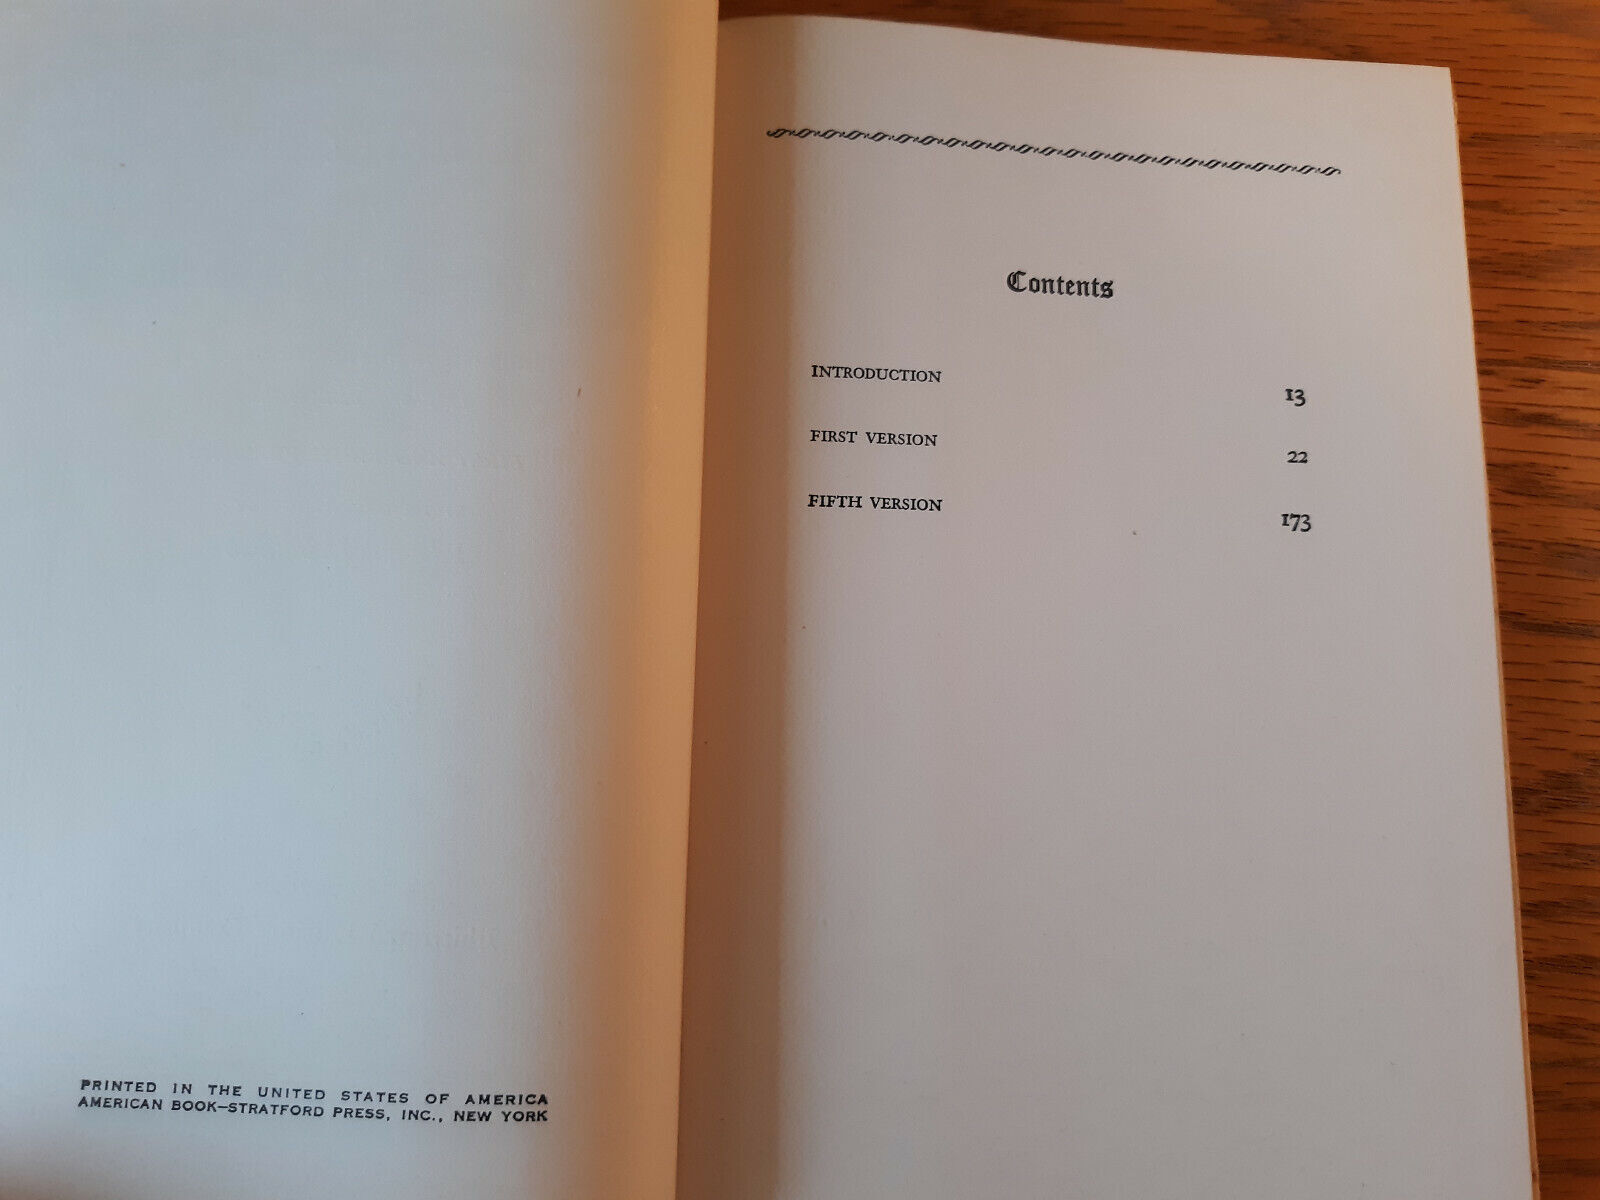 PRINTED IN THE UNITED STATES OF AMERICA
AMERICAN BOOK—STRATFORD PRESS, INC., NEW YORK
Contents
INTRODUCTION 13
FIRST VERSION 22
FIFTH VERSION 173